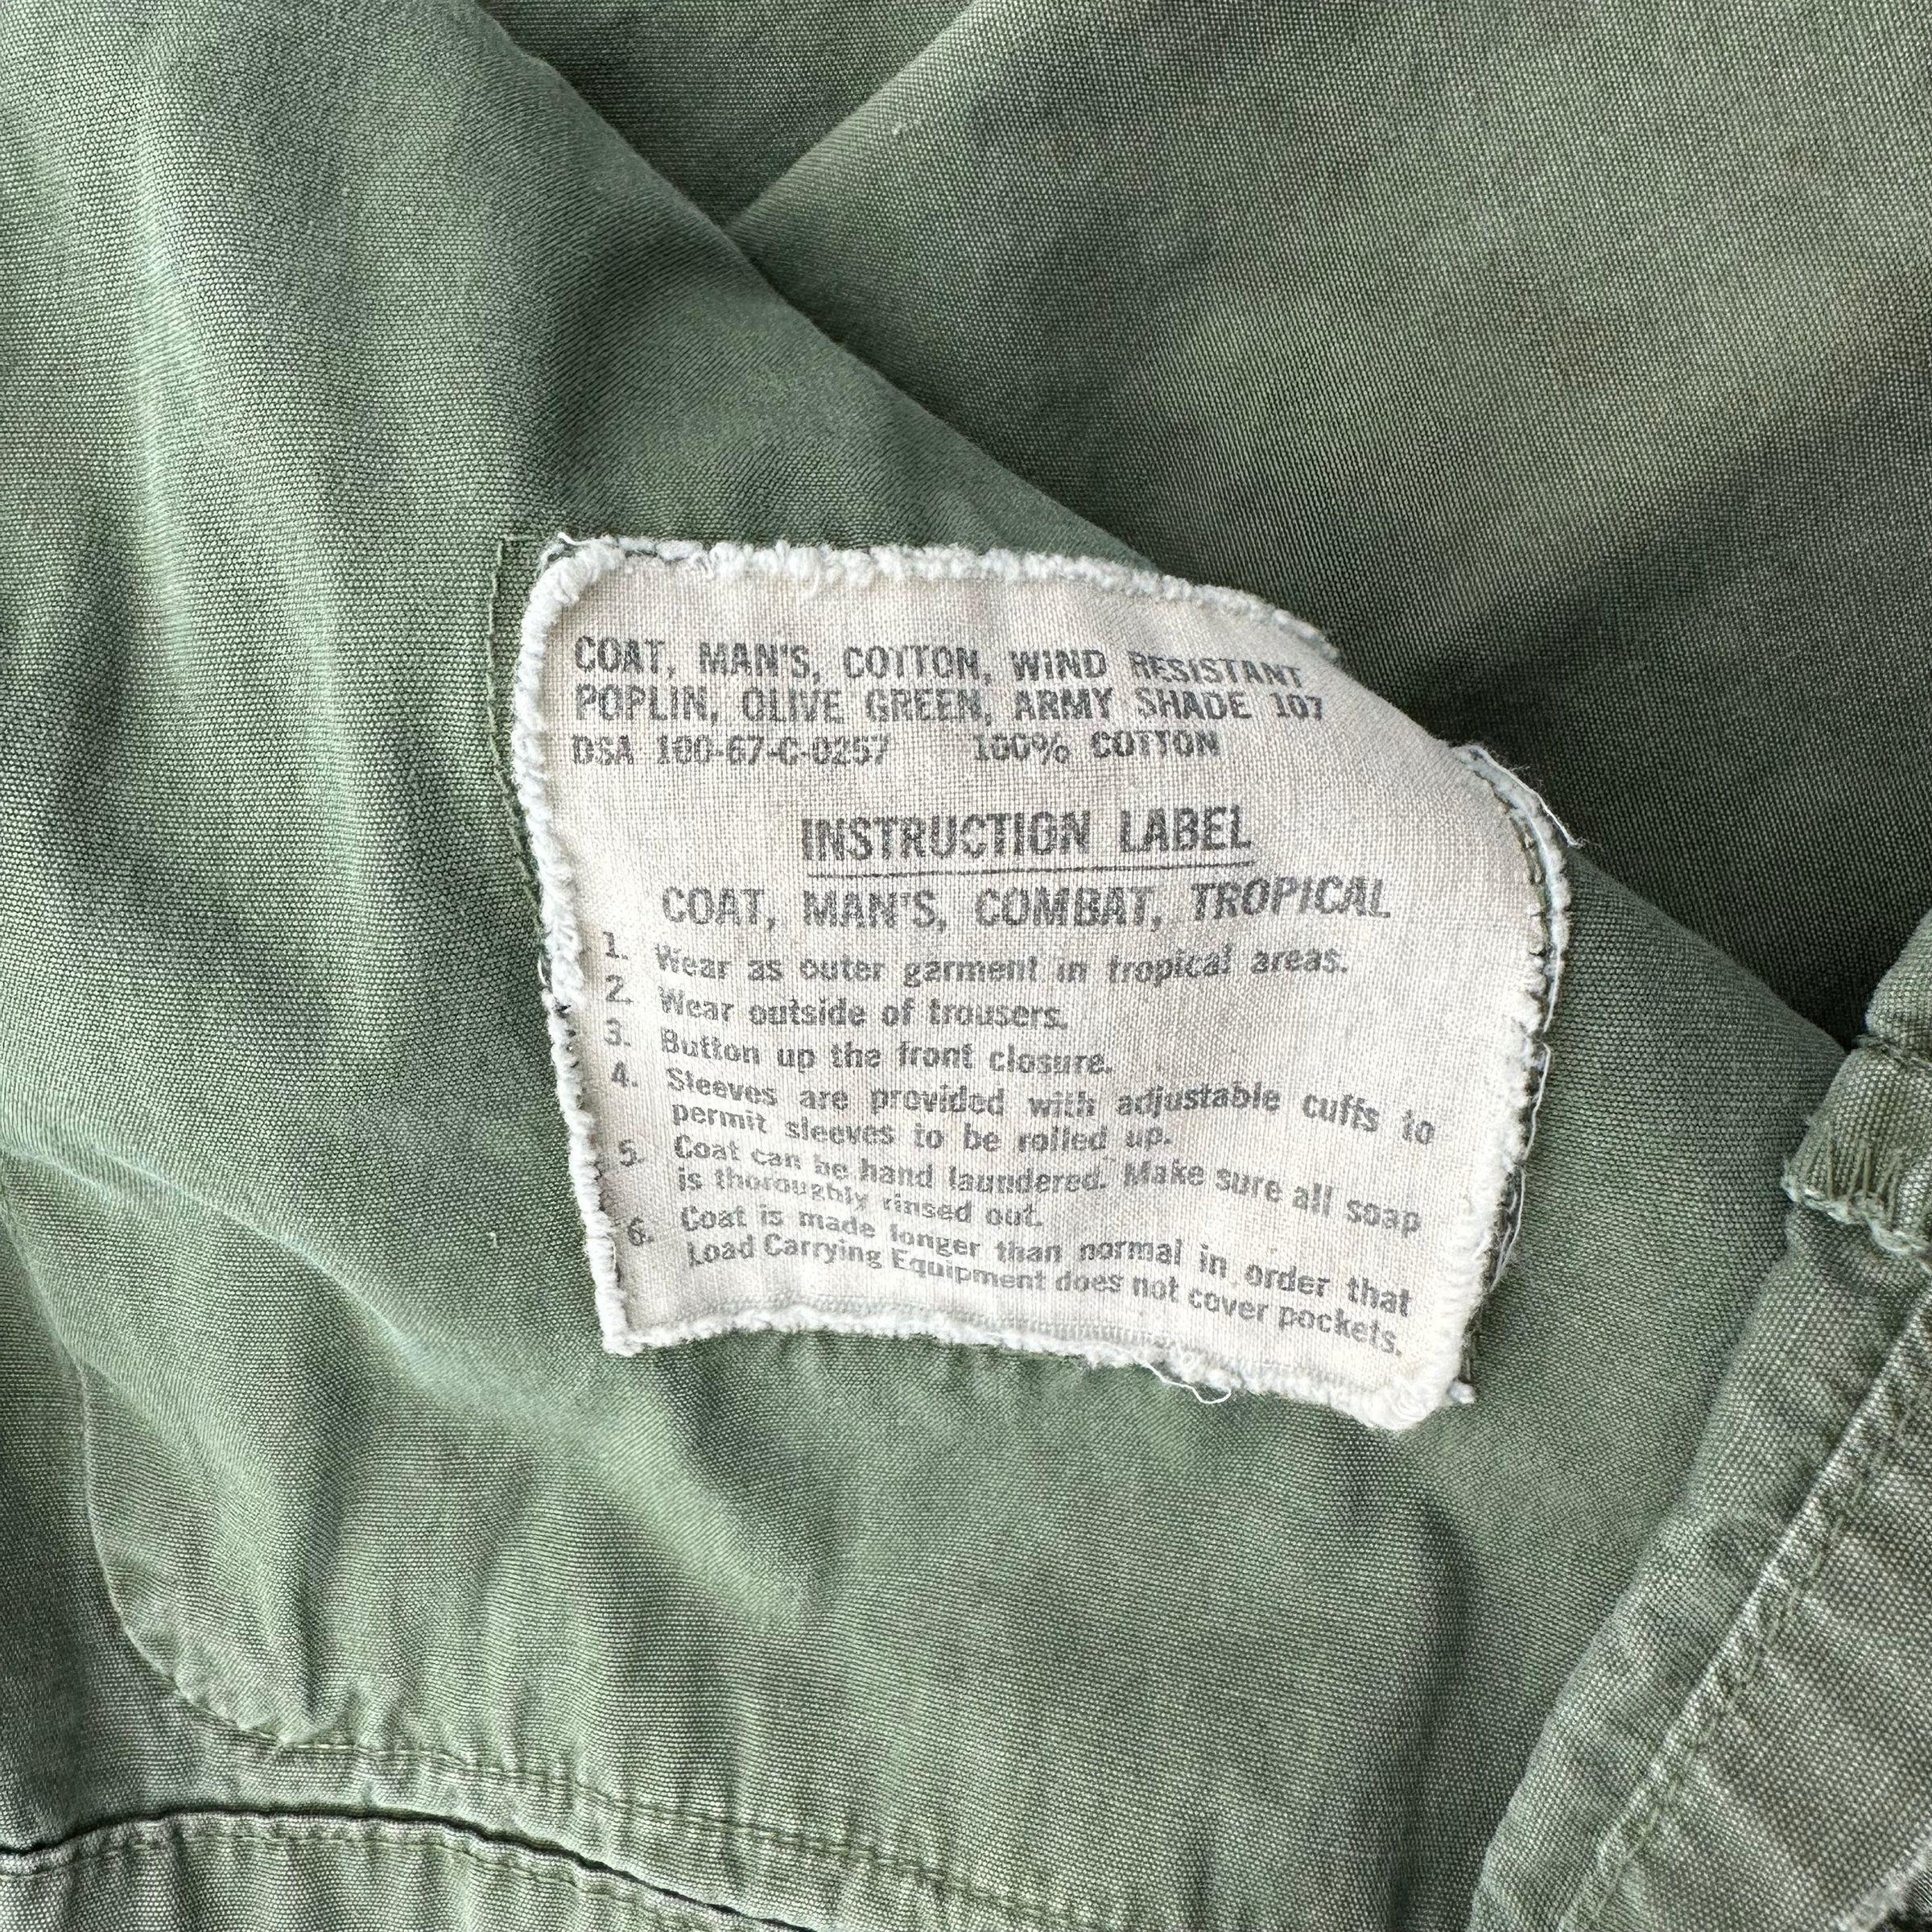 COAT, MAN'S, COTTON, WIND RESISTANT
POPLIN, OLIVE GREEN, ARMY SHADE 107
DSA 100-67-C-0257 100% COTTON
INSTRUCTION LABEL
COAT, MAN'S, COMBAT, TROPICAL
1. Wear as outer garment in tropical areas.
2. Wear outside of trousers.
3. Button up the front closure.
4. Sleeves are provided with adjustable cuffs to
permit sleeves to be rolled up.
5. Coat can be hand laundered. Make sure all soap
is thoroughly rinsed out.
6. Coat is made longer than normal in order that
Load Carrying Equipment does not cover pockets.